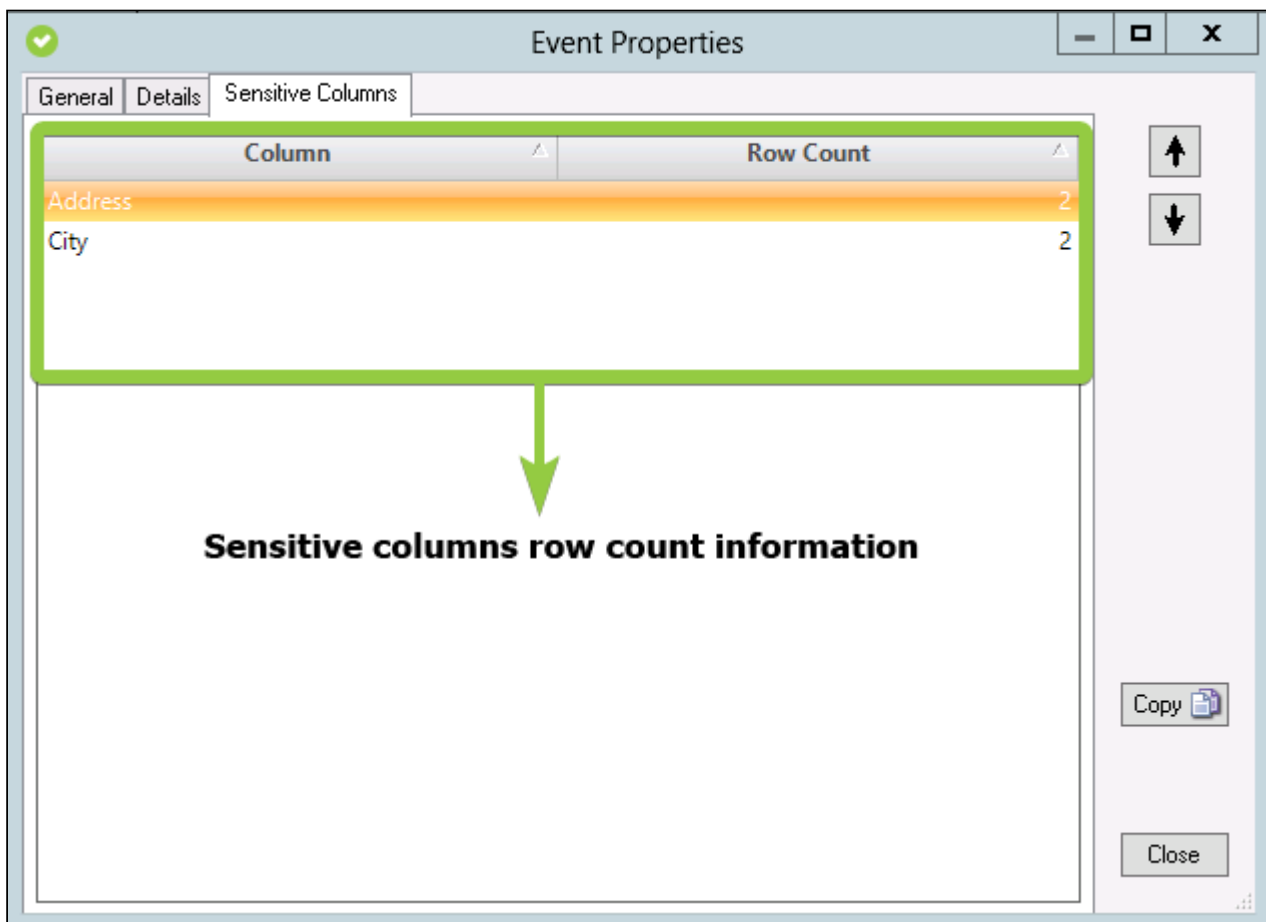 Event Properties
General Details Sensitive Columns
Column Row Count
Address 2
City 2
Sensitive columns row count information
Copy
Close